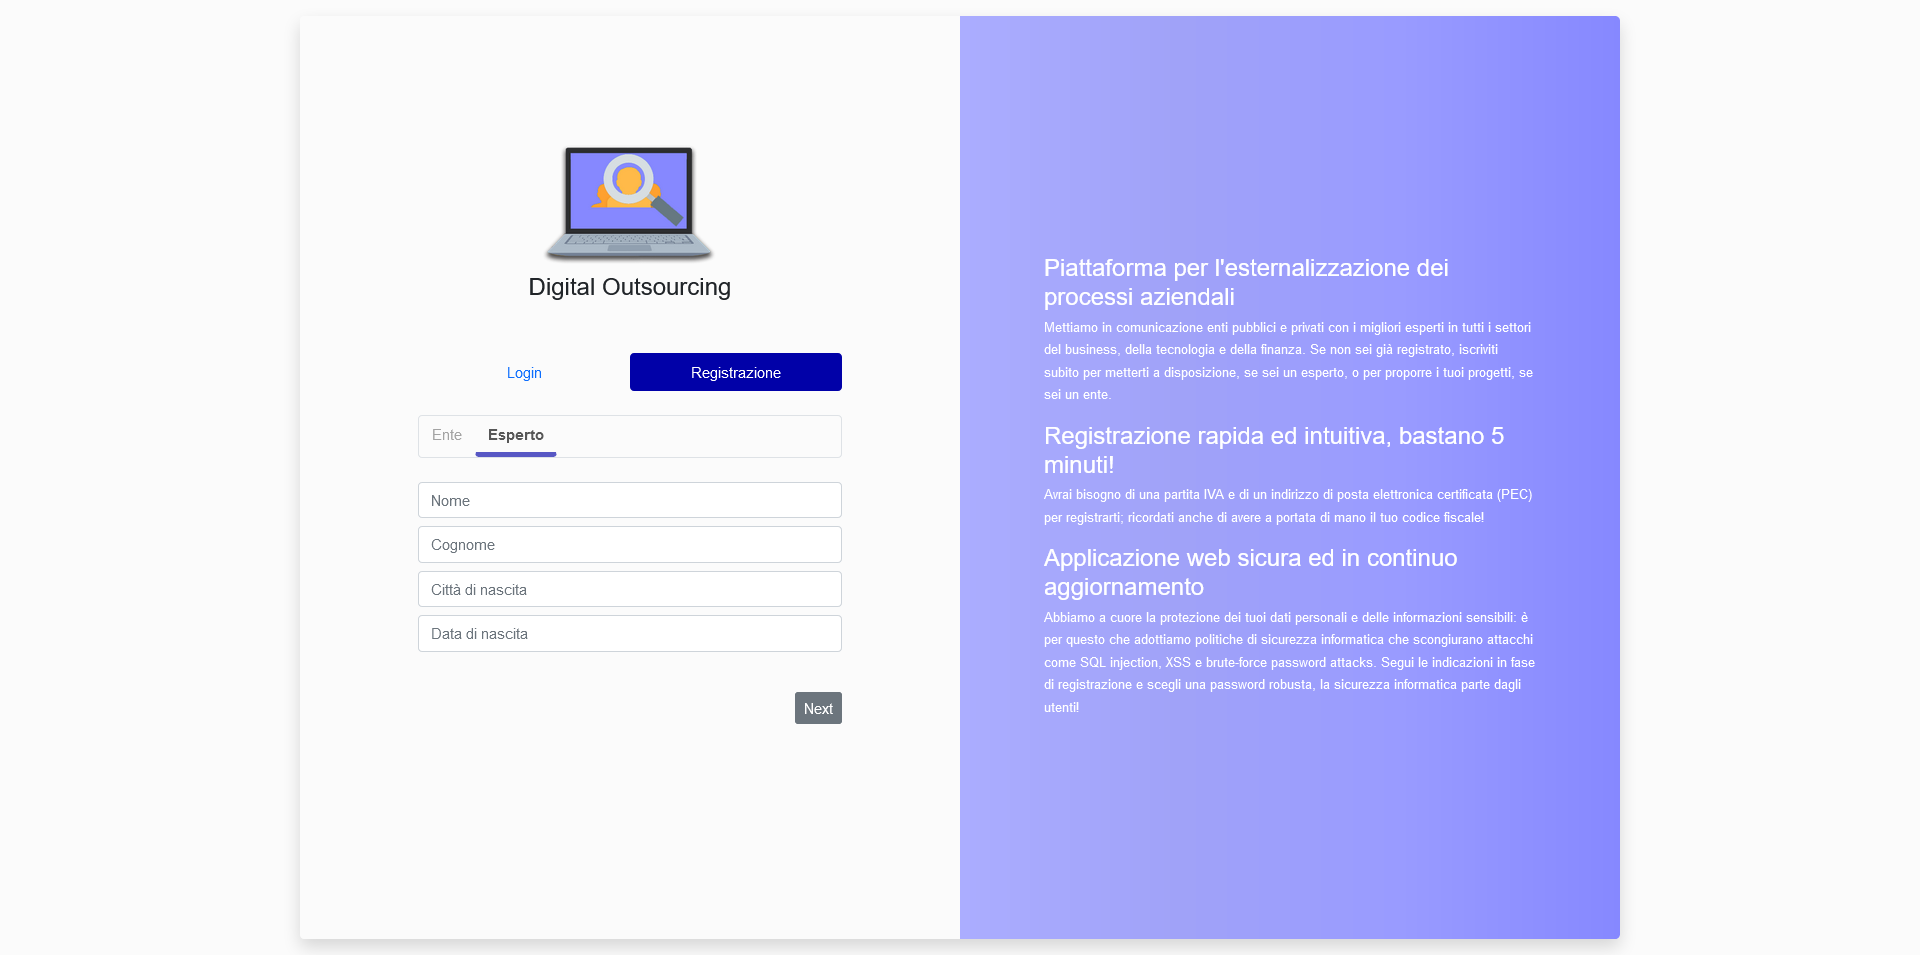 Digital Outsourcing
Login
Registrazione
Ente
Esperto
Nome
Cognome
Città di nascita
Data di nascita
Next
Piattaforma per l'esternalizzazione dei
processi aziendali
Mettiamo in comunicazione enti pubblici e privati con i migliori esperti in tutti i settori
del business, della tecnologia e della finanza. Se non sei già registrato, iscriviti
subito per metterti a disposizione, se sei un esperto, o per proporre i tuoi progetti, se
sei un ente.
Registrazione rapida ed intuitiva, bastano 5
minuti!
Avrai bisogno di una partita IVA e di un indirizzo di posta elettronica certificata (PEC)
per registrarti; ricordati anche di avere a portata di mano il tuo codice fiscale!
Applicazione web sicura ed in continuo
aggiornamento
Abbiamo a cuore la protezione dei tuoi dati personali e delle informazioni sensibili: è
per questo che adottiamo politiche di sicurezza informatica che scongiurano attacchi
come SQL injection, XSS e brute-force password attacks. Segui le indicazioni in fase
di registrazione e scegli una password robusta, la sicurezza informatica parte dagli
utenti!